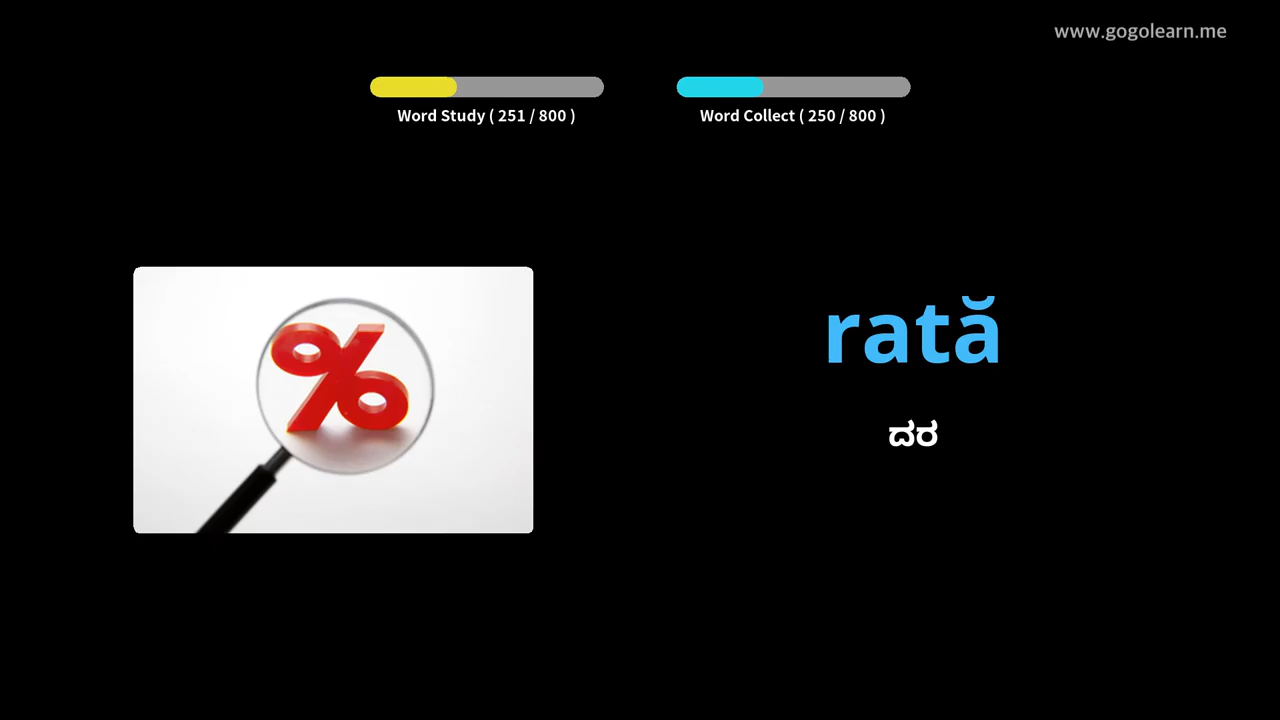 www.gogolearn.me
Word Study ( 251 / 800 )
Word Collect ( 250 / 800 )
%
rată
ದರ